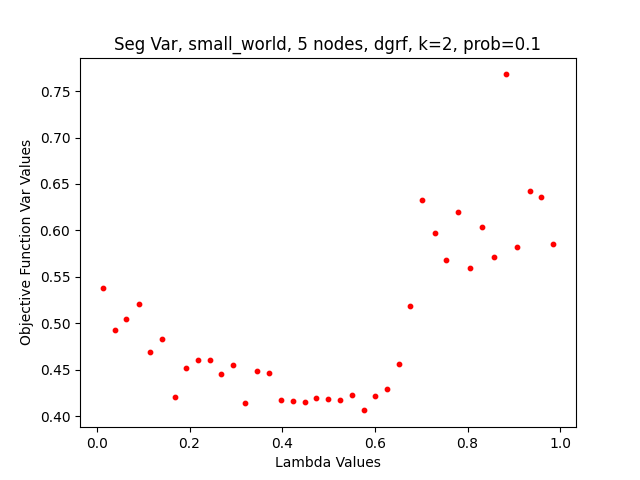 Seg Var, small_world, 5 nodes, dgrf, k=2, prob=0.1
Objective Function Var Values
0.75
0.70
0.65
0.60
0.55
0.50
0.45
0.40
0.0 0.2 0.4 0.6 0.8 1.0
Lambda Values